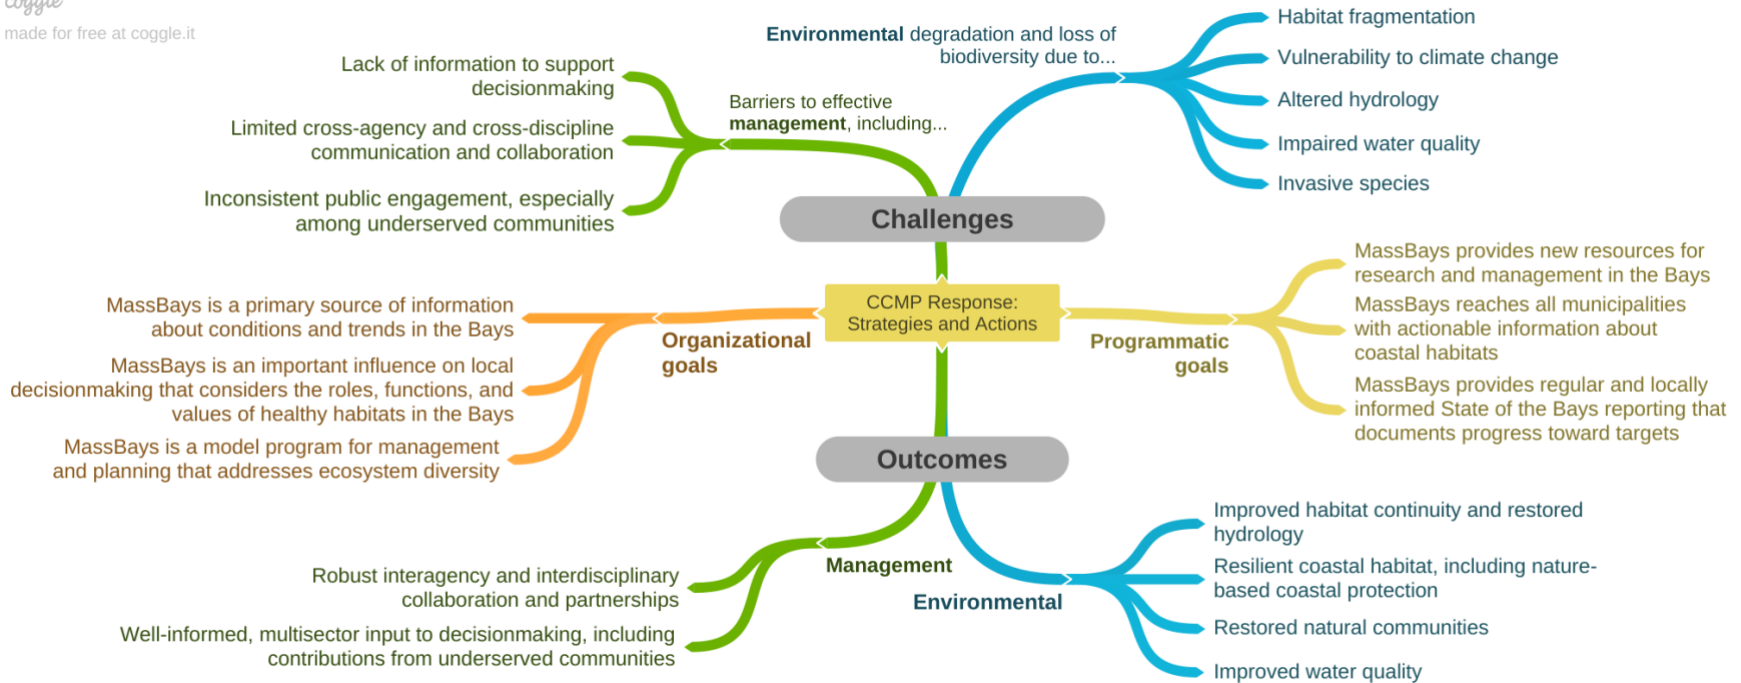 coggle
made for free at coggle.it
Environmental degradation and loss of
biodiversity due to...
Habitat fragmentation
Vulnerability to climate change
Altered hydrology
Impaired water quality
Invasive species
Barriers to effective
management, including...
Lack of information to support
decisionmaking
Limited cross-agency and cross-discipline
communication and collaboration
Inconsistent public engagement, especially
among underserved communities
Challenges
CCMP Response:
Strategies and Actions
Organizational
goals
MassBays is a primary source of information
about conditions and trends in the Bays
MassBays is an important influence on local
decisionmaking that considers the roles, functions, and
values of healthy habitats in the Bays
MassBays is a model program for management
and planning that addresses ecosystem diversity
Programmatic
goals
MassBays provides new resources for
research and management in the Bays
MassBays reaches all municipalities
with actionable information about
coastal habitats
MassBays provides regular and locally
informed State of the Bays reporting that
documents progress toward targets
Outcomes
Management
Robust interagency and interdisciplinary
collaboration and partnerships
Well-informed, multisector input to decisionmaking, including
contributions from underserved communities
Environmental
Improved habitat continuity and restored
hydrology
Resilient coastal habitat, including nature-
based coastal protection
Restored natural communities
Improved water quality